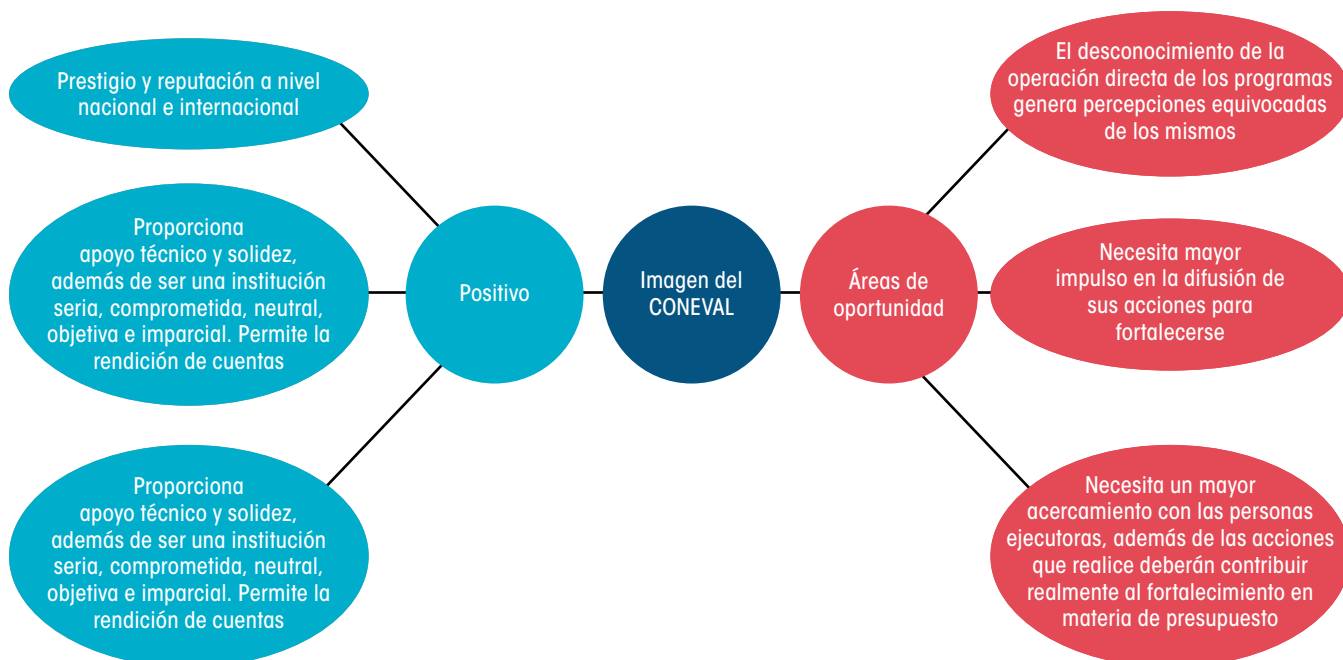 Prestigio y reputación a nivel
nacional e internacional
Proporciona
apoyo técnico y solidez,
además de ser una institución
seria, comprometida, neutral,
objetiva e imparcial. Permite la
rendición de cuentas
Proporciona
apoyo técnico y solidez,
además de ser una institución
seria, comprometida, neutral,
objetiva e imparcial. Permite la
rendición de cuentas
Positivo
Imagen del
CONEVAL
Áreas de
oportunidad
El desconocimiento de la
operación directa de los programas
genera percepciones equivocadas
de los mismos
Necesita mayor
impulso en la difusión de
sus acciones para
fortalecerse
Necesita un mayor
acercamiento con las personas
ejecutoras, además de las acciones
que realice deberán contribuir
realmente al fortalecimiento en
materia de presupuesto